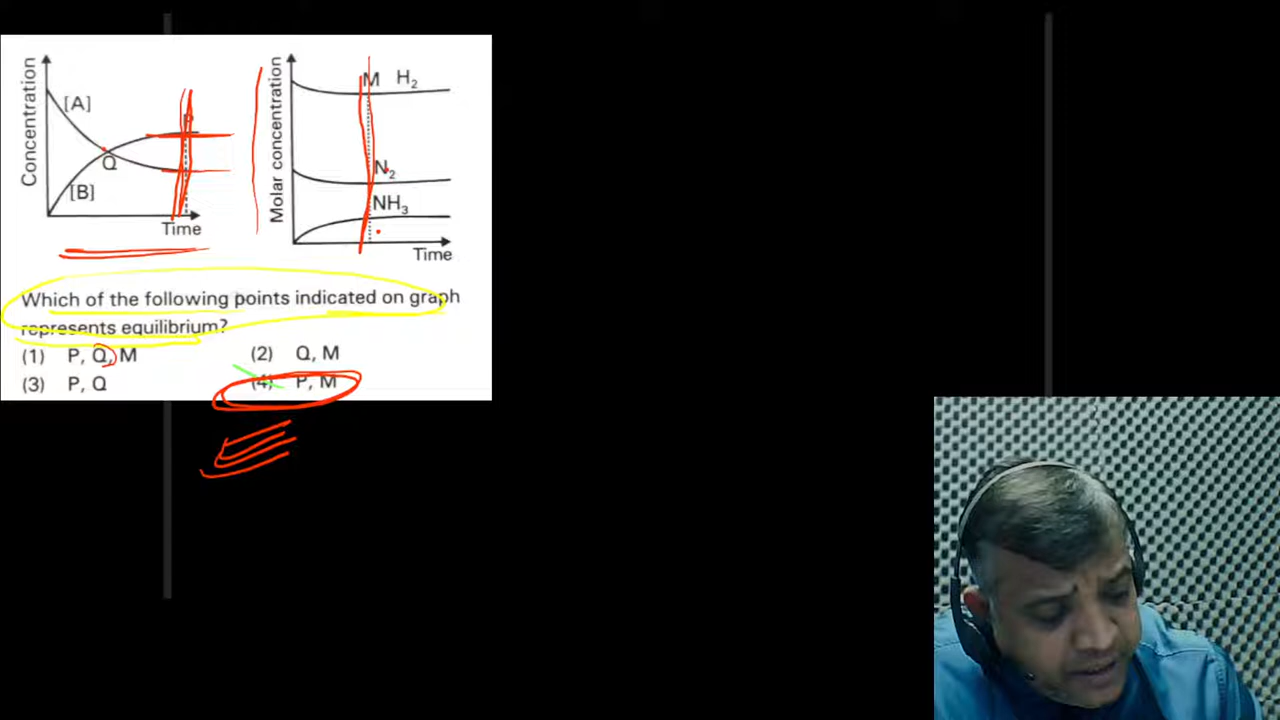 Concentration
[A]
P
Q
[B]
Time
Molar concentration
M H₂
N₂
NH₃
Time
Which of the following points indicated on graph
represents equilibrium?
(1) P, Q, M (2) Q, M
(3) P, Q (4) P, M